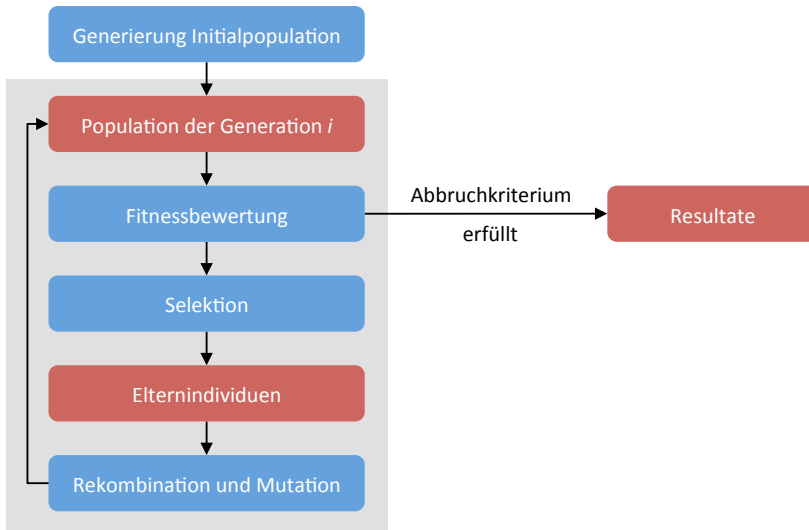 Generierung Initialpopulation
Population der Generation i
Fitnessbewertung
Abbruchkriterium
erfüllt
Resultate
Selektion
Elternindividuen
Rekombination und Mutation